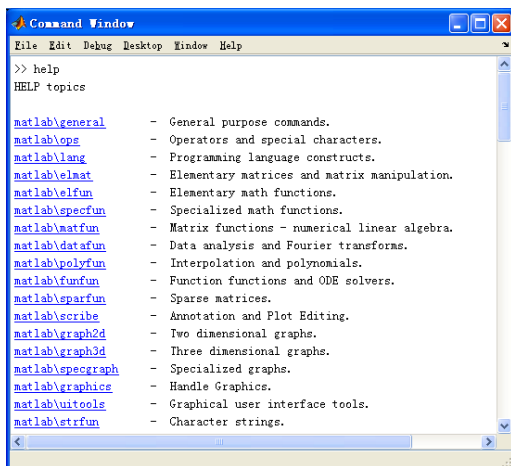 Command Window
File Edit Debug Desktop Window Help
>> help
HELP topics
matlab\general - General purpose commands.
matlab\ops - Operators and special characters.
matlab\lang - Programming language constructs.
matlab\elmat - Elementary matrices and matrix manipulation.
matlab\elfun - Elementary math functions.
matlab\specfun - Specialized math functions.
matlab\matfun - Matrix functions - numerical linear algebra.
matlab\datafun - Data analysis and Fourier transforms.
matlab\polyfun - Interpolation and polynomials.
matlab\funfun - Function functions and ODE solvers.
matlab\sparfun - Sparse matrices.
matlab\scribe - Annotation and Plot Editing.
matlab\graph2d - Two dimensional graphs.
matlab\graph3d - Three dimensional graphs.
matlab\specgraph - Specialized graphs.
matlab\graphics - Handle Graphics.
matlab\uitools - Graphical user interface tools.
matlab\strfun - Character strings.